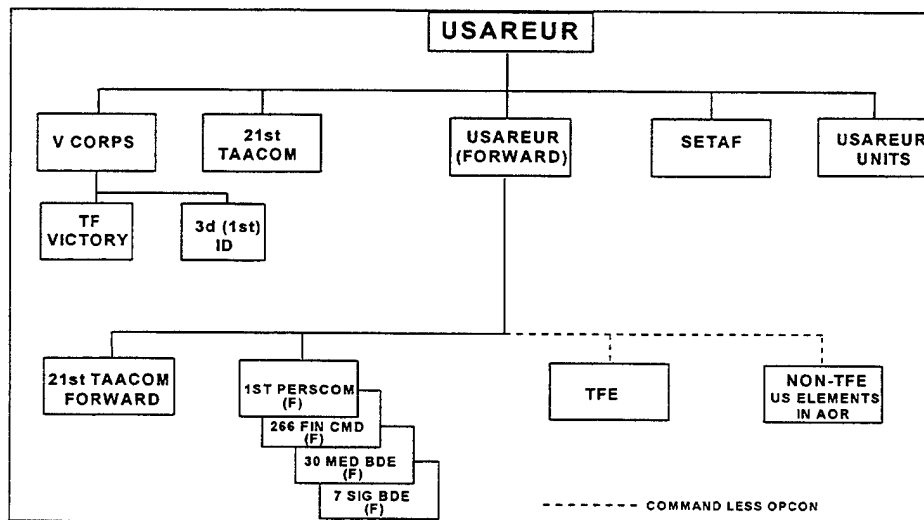 USAREUR
V CORPS
21st
TAACOM
USAREUR
(FORWARD)
SETAF
USAREUR
UNITS
TF
VICTORY
3d (1st)
ID
21st TAACOM
FORWARD
1ST PERSCOM
(F)
266 FIN CMD
(F)
30 MED BDE
(F)
7 SIG BDE
(F)
TFE
NON-TFE
US ELEMENTS
IN AOR
COMMAND LESS OPCON